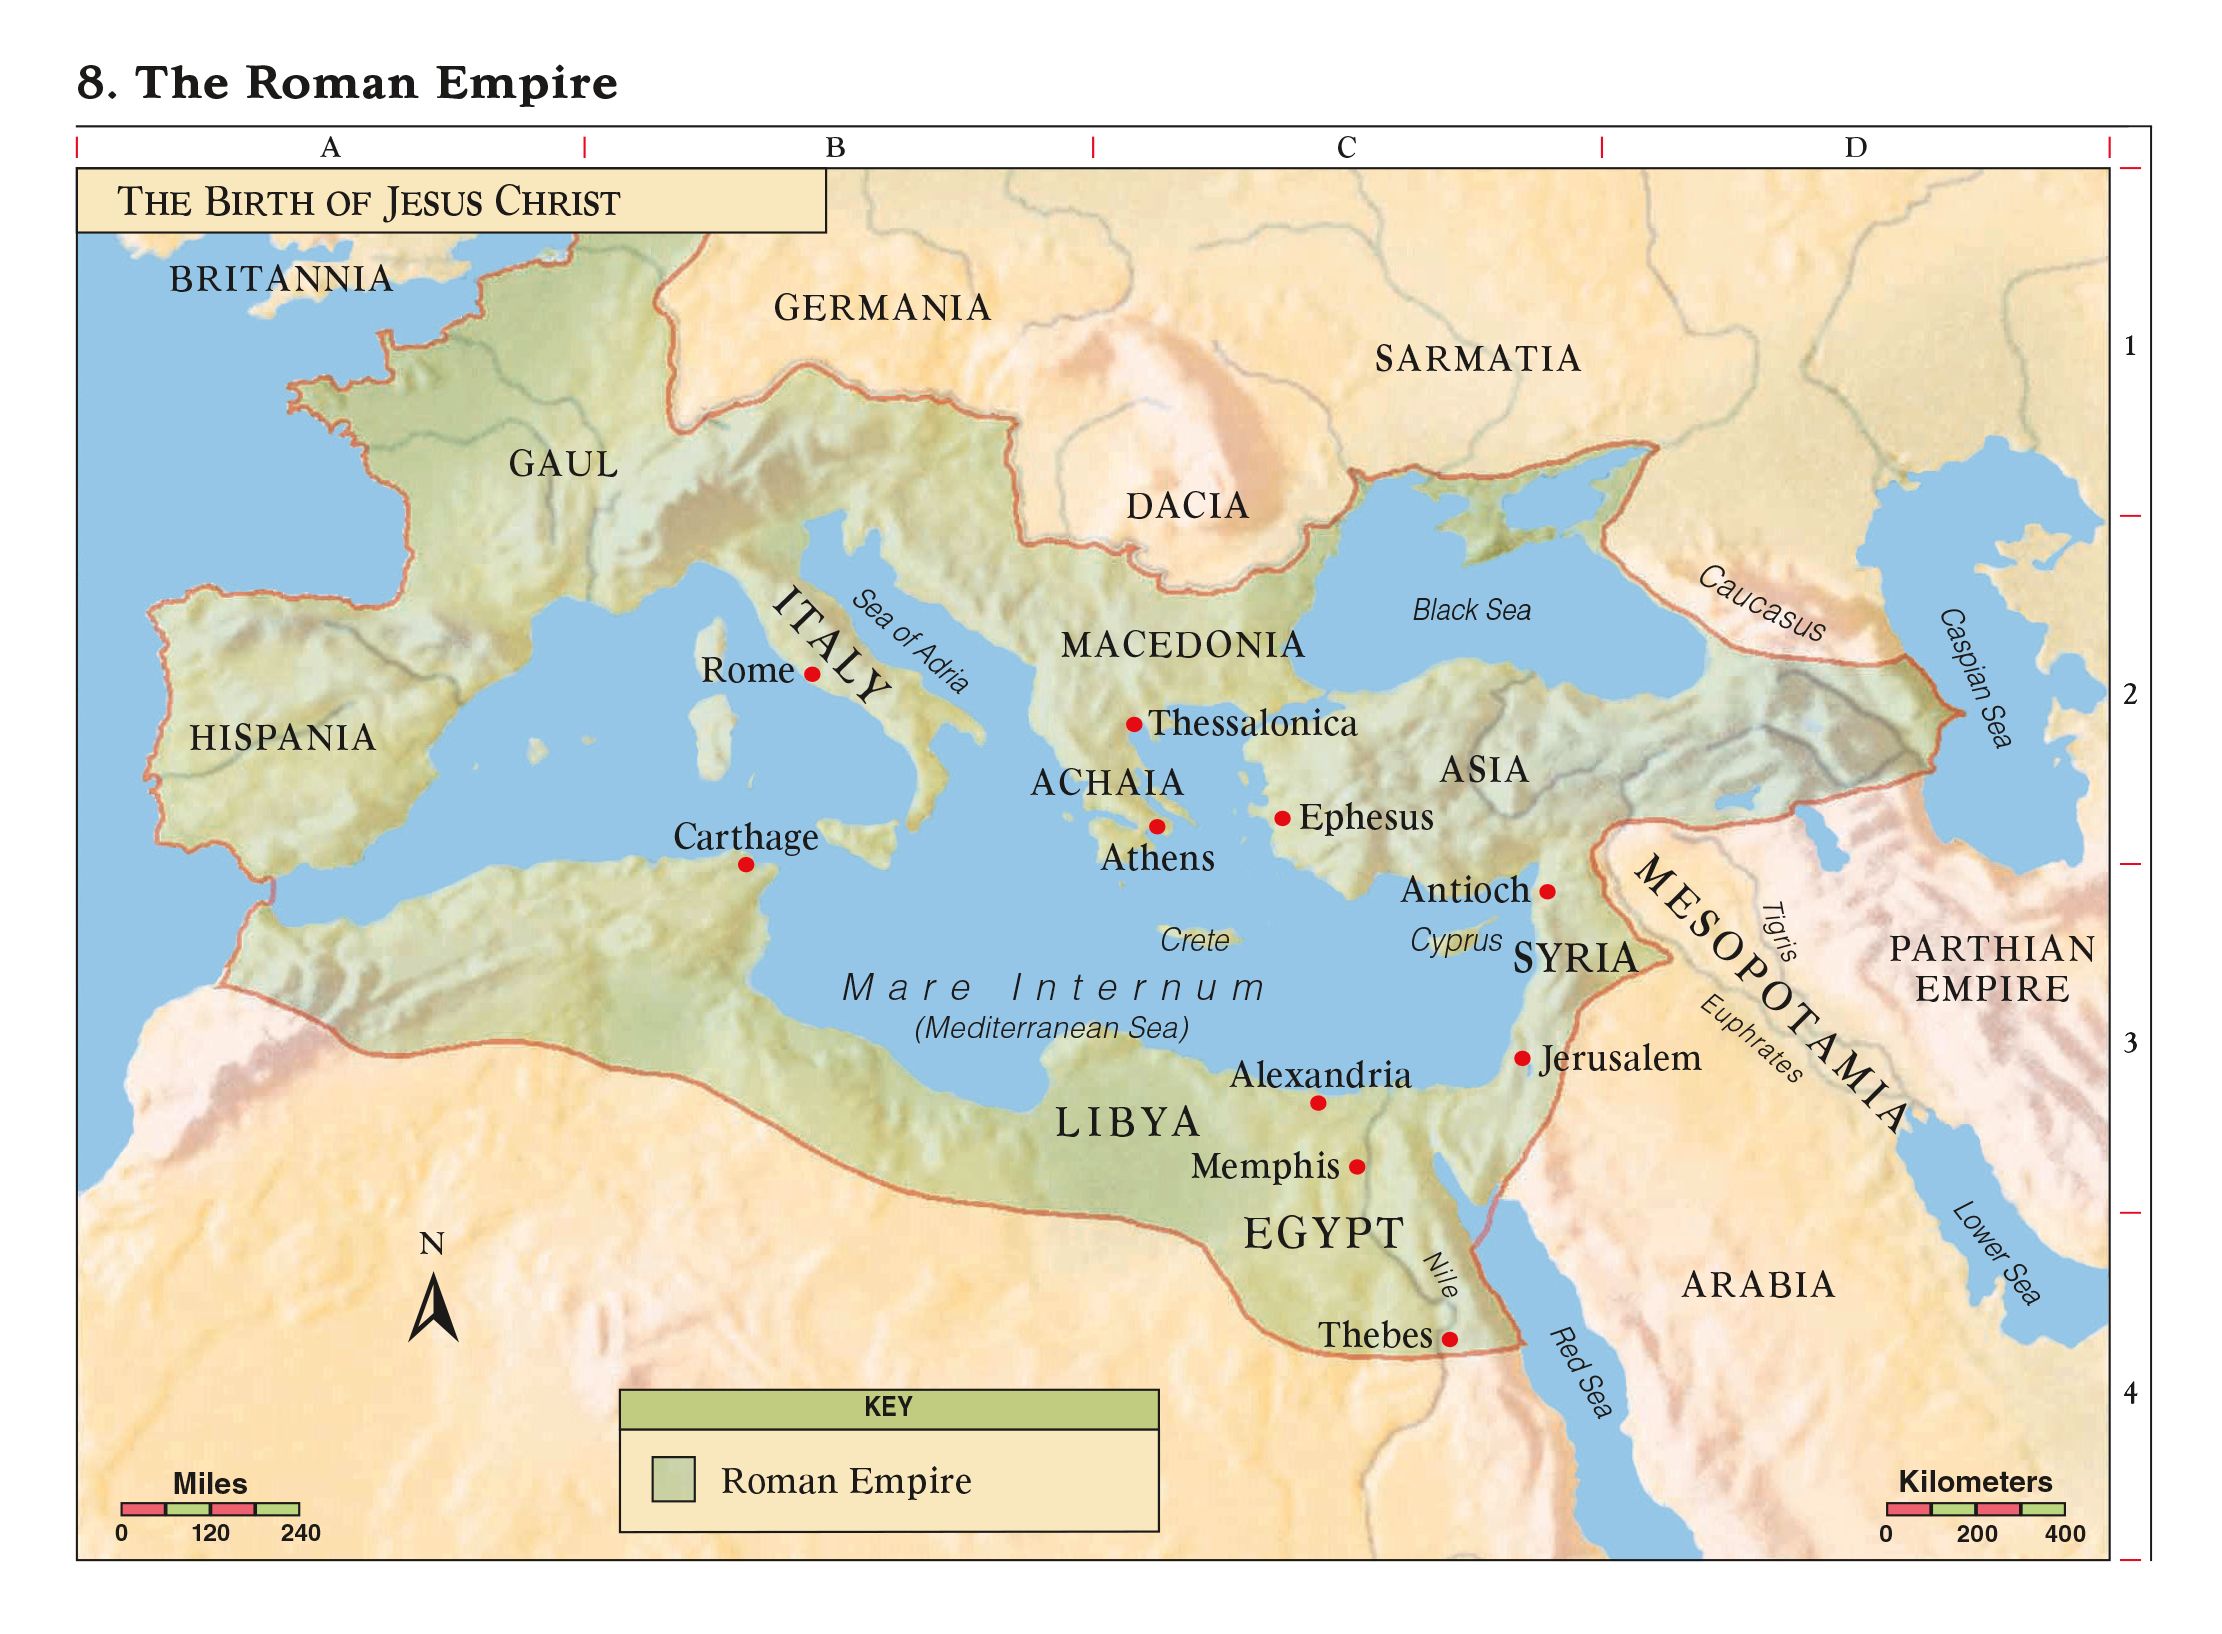 8. The Roman Empire
A
B
C
D
THE BIRTH OF JESUS CHRIST
BRITANNIA
GERMANIA
SARMATIA
1
GAUL
DACIA
Caucasus
Black Sea
Sea of Adria
ITALY
MACEDONIA
Rome
Caspian Sea
2
HISPANIA
Thessalonica
ACHAIA
ASIA
Ephesus
Carthage
Athens
Antioch
MESOPOTAMIA
Tigris
Crete
Cyprus
SYRIA
PARTHIAN
EMPIRE
Mare Internum
(Mediterranean Sea)
Euphrates
3
Jerusalem
Alexandria
LIBYA
Memphis
EGYPT
N
Nile
Lower Sea
ARABIA
Thebes
Red Sea
4
KEY
Roman Empire
Miles
0 120 240
Kilometers
0 200 400